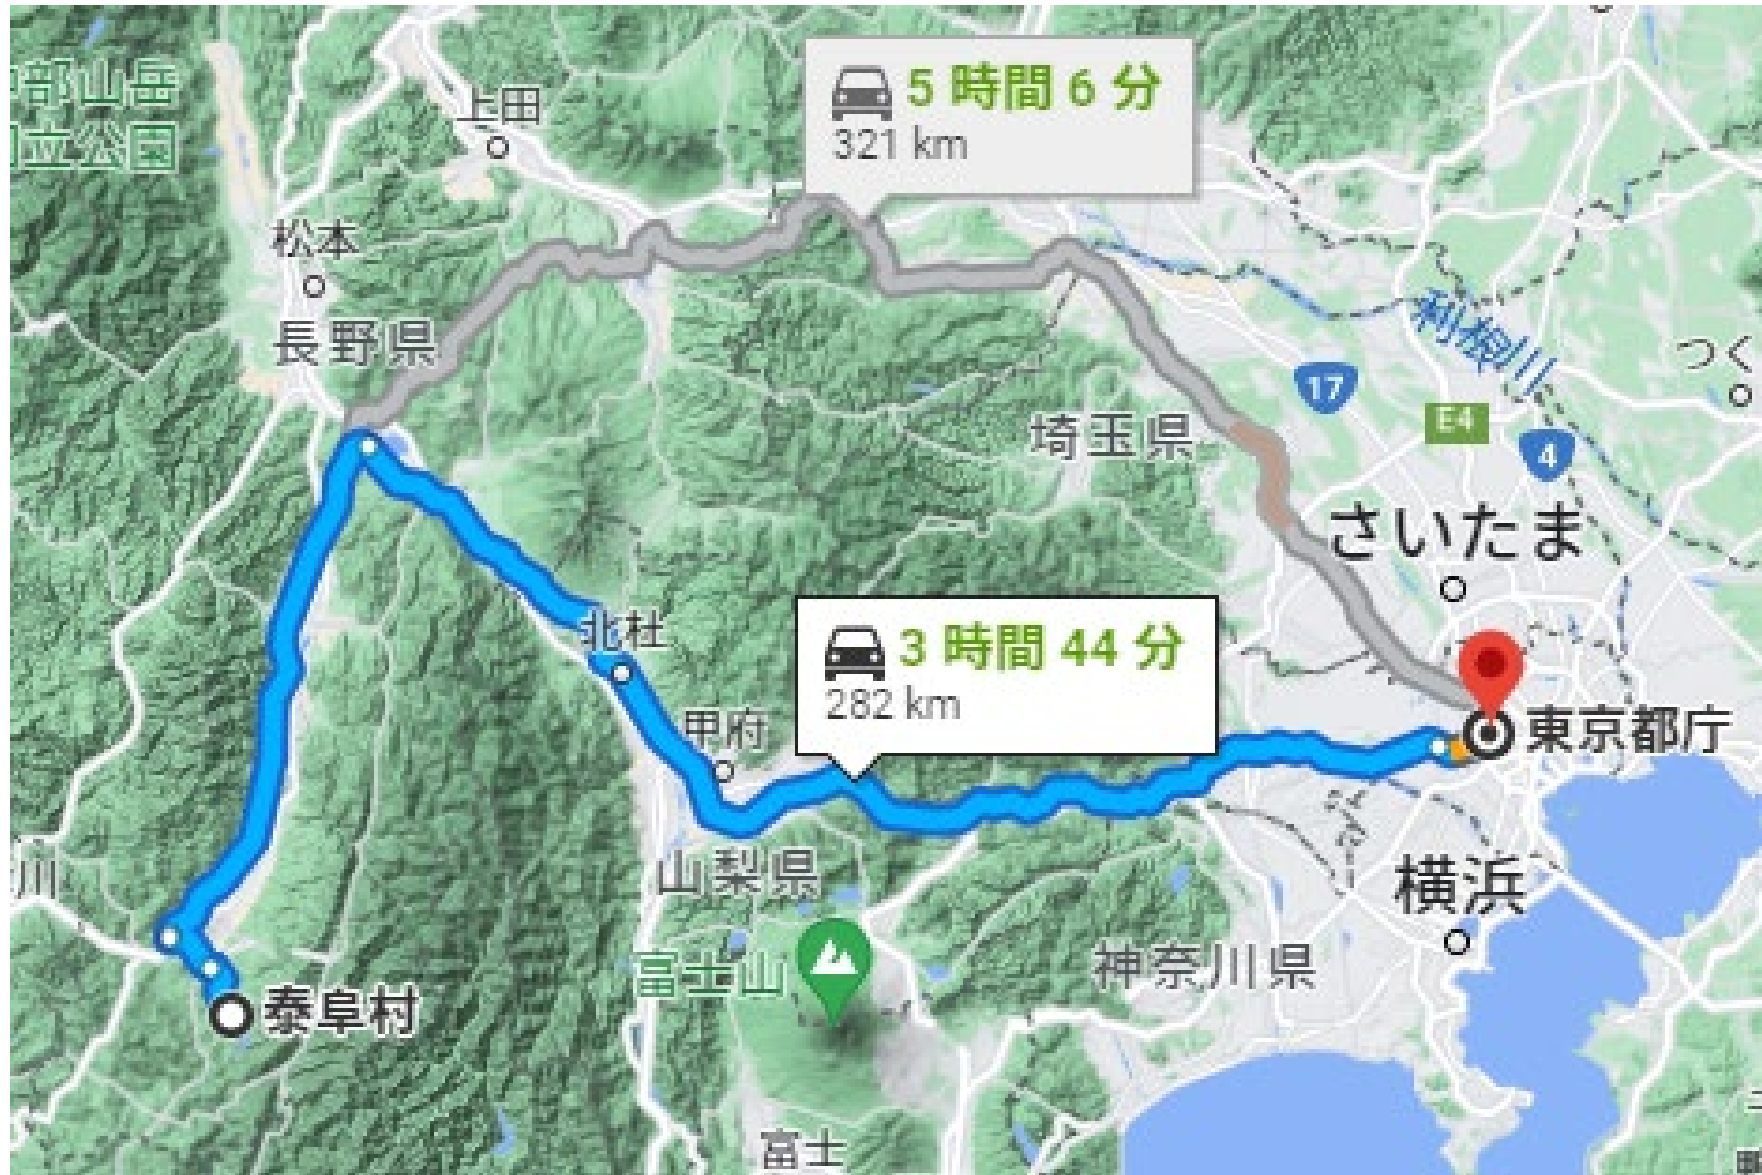 中部山岳
国立公園
上田
5 時間 6 分
321 km
松本
長野県
利根川
つく
17
E4
4
埼玉県
さいたま
北杜
3 時間 44 分
282 km
甲府
東京都庁
山梨県
川
横浜
富士山
神奈川県
泰阜村
富士